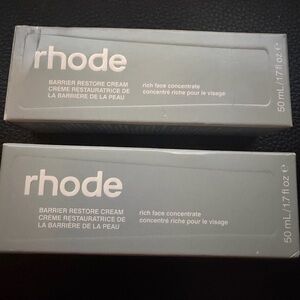 rhode
BARRIER RESTORE CREAM
CRÈME RESTAURATRICE DE
LA BARRIÈRE DE LA PEAU
rich face concentrate
concentré riche pour le visage
50 mL/1.7 fl oz ℮
rhode
BARRIER RESTORE CREAM
CRÈME RESTAURATRICE DE
LA BARRIÈRE DE LA PEAU
rich face concentrate
concentré riche pour le visage
50 mL/1.7 fl oz ℮